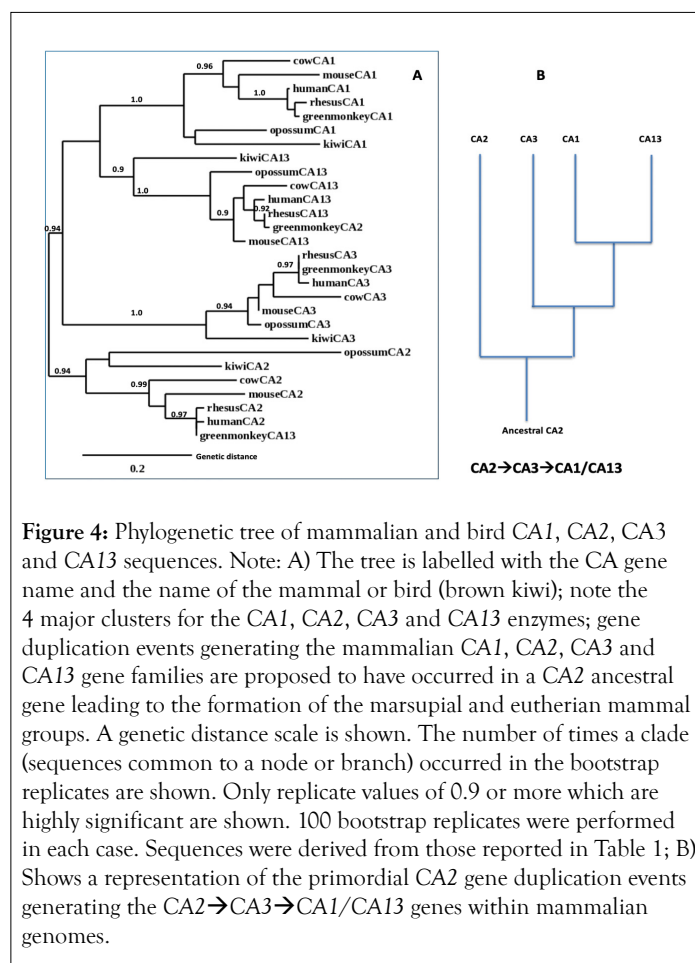 A
B
0.96
cowCA1
mouseCA1
1.0
humanCA1
rhesusCA1
greenmonkeyCA1
1.0
opossumCA1
kiwiCA1
kiwiCA13
0.9
opossumCA13
1.0
cowCA13
humanCA13
0.92
rhesusCA13
0.9
greenmonkeyCA2
mouseCA13
0.94
rhesusCA3
0.97
greenmonkeyCA3
humanCA3
cowCA3
0.94
mouseCA3
1.0
opossumCA3
kiwiCA3
opossumCA2
0.94
kiwiCA2
0.99
cowCA2
mouseCA2
0.97
rhesusCA2
humanCA2
greenmonkeyCA13
Genetic distance
0.2
CA2 CA3 CA1 CA13
Ancestral CA2
CA2→CA3→CA1/CA13
Figure 4: Phylogenetic tree of mammalian and bird CA1, CA2, CA3
and CA13 sequences. Note: A) The tree is labelled with the CA gene
name and the name of the mammal or bird (brown kiwi); note the
4 major clusters for the CA1, CA2, CA3 and CA13 enzymes; gene
duplication events generating the mammalian CA1, CA2, CA3 and
CA13 gene families are proposed to have occurred in a CA2 ancestral
gene leading to the formation of the marsupial and eutherian mammal
groups. A genetic distance scale is shown. The number of times a clade
(sequences common to a node or branch) occurred in the bootstrap
replicates are shown. Only replicate values of 0.9 or more which are
highly significant are shown. 100 bootstrap replicates were performed
in each case. Sequences were derived from those reported in Table 1; B)
Shows a representation of the primordial CA2 gene duplication events
generating the CA2→CA3→CA1/CA13 genes within mammalian
genomes.